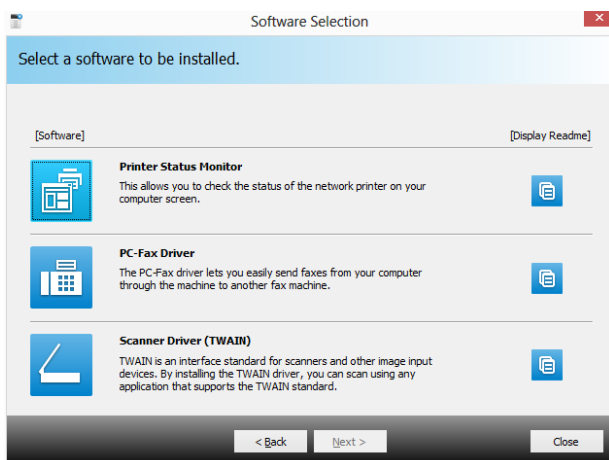 Software Selection
Select a software to be installed.
[Software]
[Display Readme]
Printer Status Monitor
This allows you to check the status of the network printer on your
computer screen.
PC-Fax Driver
The PC-Fax driver lets you easily send faxes from your computer
through the machine to another fax machine.
Scanner Driver (TWAIN)
TWAIN is an interface standard for scanners and other image input
devices. By installing the TWAIN driver, you can scan using any
application that supports the TWAIN standard.
< Back
Next >
Close